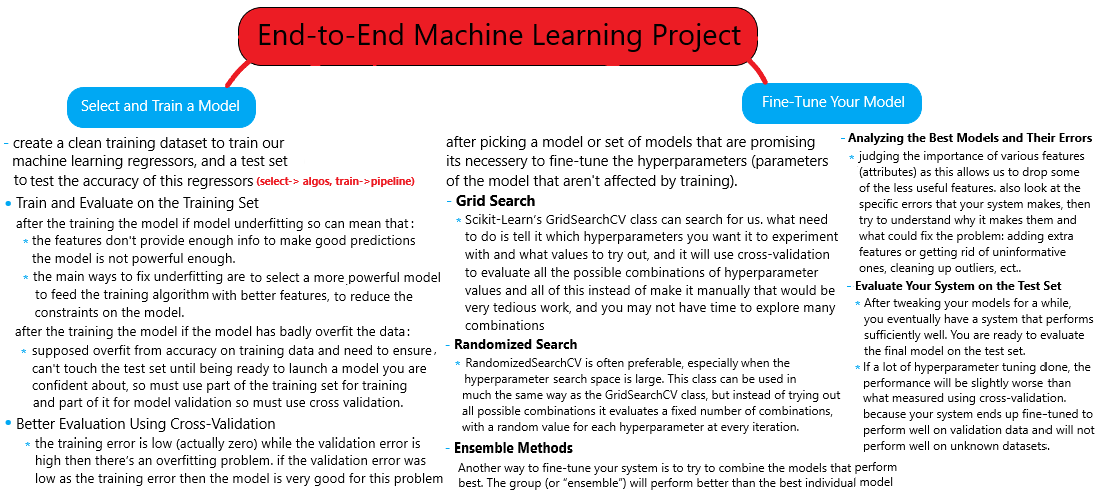 End-to-End Machine Learning Project
Select and Train a Model
- create a clean training dataset to train our
machine learning regressors, and a test set
to test the accuracy of this regressors (select-> algos, train->pipeline)
• Train and Evaluate on the Training Set
after the training the model if model underfitting so can mean that:
* the features don't provide enough info to make good predictions
the model is not powerful enough.
* the main ways to fix underfitting are to select a more powerful model
to feed the training algorithm with better features, to reduce the
constraints on the model.
after the training the model if the model has badly overfit the data:
* supposed overfit from accuracy on training data and need to ensure,
can't touch the test set until being ready to launch a model you are
confident about, so must use part of the training set for training
and part of it for model validation so must use cross validation.
• Better Evaluation Using Cross-Validation
* the training error is low (actually zero) while the validation error is
high then there's an overfitting problem. if the validation error was
low as the training error then the model is very good for this problem
Fine-Tune Your Model
after picking a model or set of models that are promising
its necessery to fine-tune the hyperparameters (parameters
of the model that aren't affected by training).
- Grid Search
* Scikit-Learn's GridSearchCV class can search for us. what need
to do is tell it which hyperparameters you want it to experiment
with and what values to try out, and it will use cross-validation
to evaluate all the possible combinations of hyperparameter
values and all of this instead of make it manually that would be
very tedious work, and you may not have time to explore many
combinations
- Randomized Search
* RandomizedSearchCV is often preferable, especially when the
hyperparameter search space is large. This class can be used in
much the same way as the GridSearchCV class, but instead of trying out
all possible combinations it evaluates a fixed number of combinations,
with a random value for each hyperparameter at every iteration.
- Ensemble Methods
Another way to fine-tune your system is to try to combine the models that perform
best. The group (or “ensemble”) will perform better than the best individual model
- Analyzing the Best Models and Their Errors
* judging the importance of various features
(attributes) as this allows us to drop some
of the less useful features. also look at the
specific errors that your system makes, then
try to understand why it makes them and
what could fix the problem: adding extra
features or getting rid of uninformative
ones, cleaning up outliers, ect..
- Evaluate Your System on the Test Set
* After tweaking your models for a while,
you eventually have a system that performs
sufficiently well. You are ready to evaluate
the final model on the test set.
* If a lot of hyperparameter tuning done, the
performance will be slightly worse than
what measured using cross-validation.
because your system ends up fine-tuned to
perform well on validation data and will not
perform well on unknown datasets.